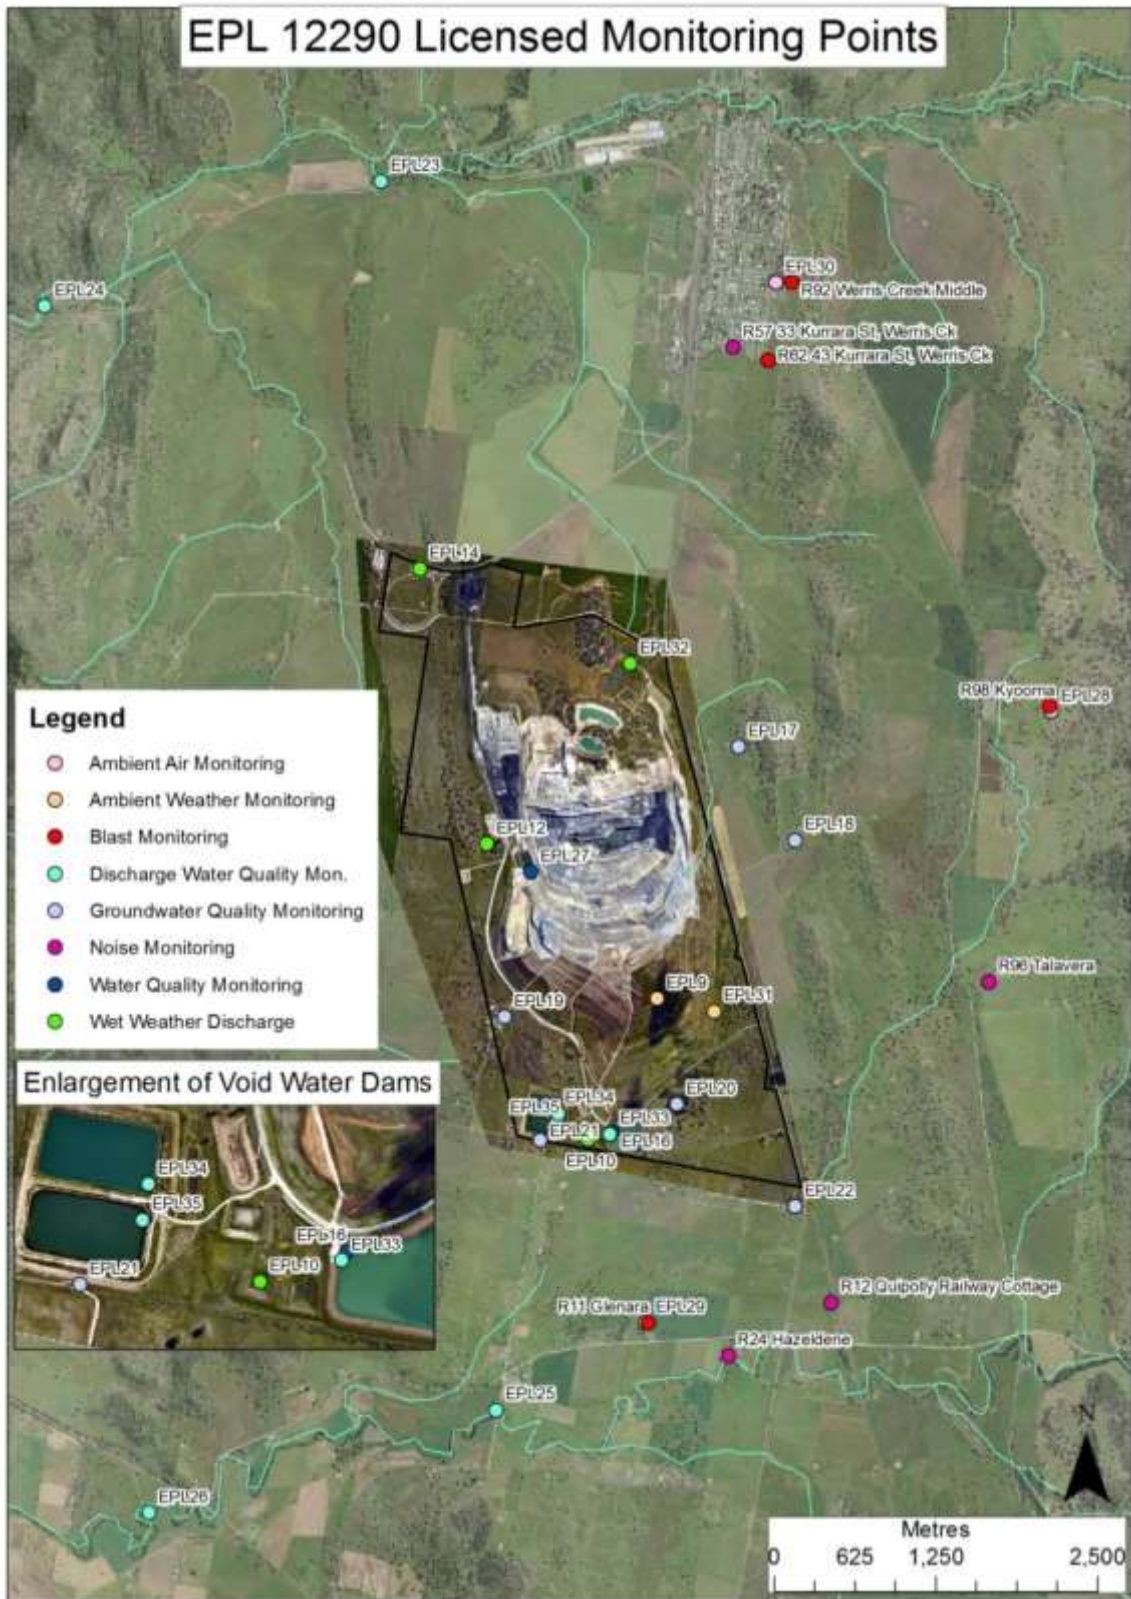 EPL 12290 Licensed Monitoring Points
EPL23
EPL24
EPL30
R92 Werris Creek Middle
R57 33 Kurrara St, Werris Ck
R62 43 Kurrara St, Werris Ck
EPL14
EPL32
R98 Kyooma EPL28
EPL17
EPL18
EPL12
EPL27
R96 Talavera
EPL9
EPL31
EPL19
Legend
Ambient Air Monitoring
Ambient Weather Monitoring
Blast Monitoring
Discharge Water Quality Mon.
Groundwater Quality Monitoring
Noise Monitoring
Water Quality Monitoring
Wet Weather Discharge
EPL20
EPL34
EPL35
EPL33
EPL21
EPL16
EPL10
EPL22
Enlargement of Void Water Dams
EPL34
EPL35
EPL16
EPL33
EPL21
EPL10
R12 Quipolly Railway Cottage
R11 Glenara EPL29
R24 Hazeldene
EPL25
EPL26
N
Metres
0 625 1,250 2,500